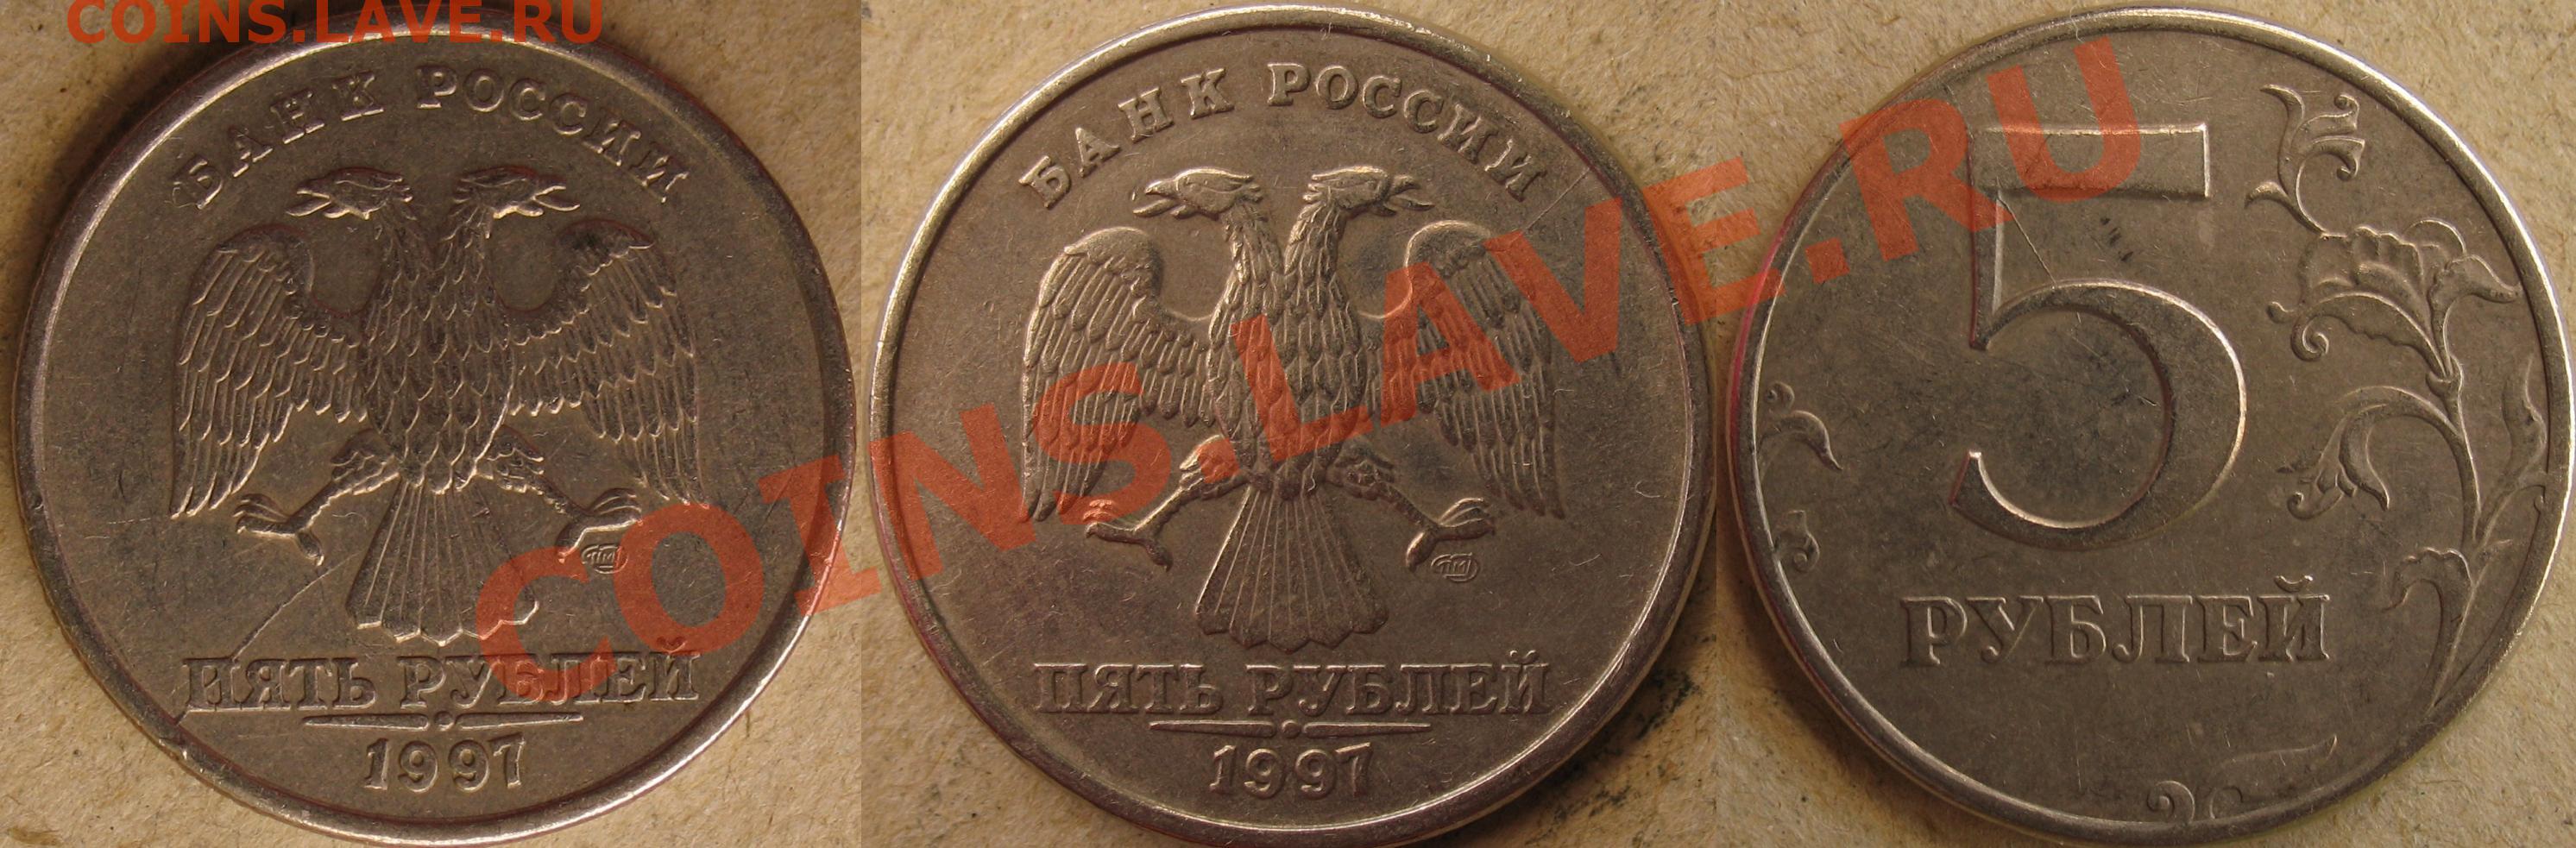 COINS.LAVE.RU
БАНК РОССИИ
ПЯТЬ РУБЛЕЙ
1997
БАНК РОССИИ
ПЯТЬ РУБЛЕЙ
1997
5
РУБЛЕЙ
COINS.LAVE.RU